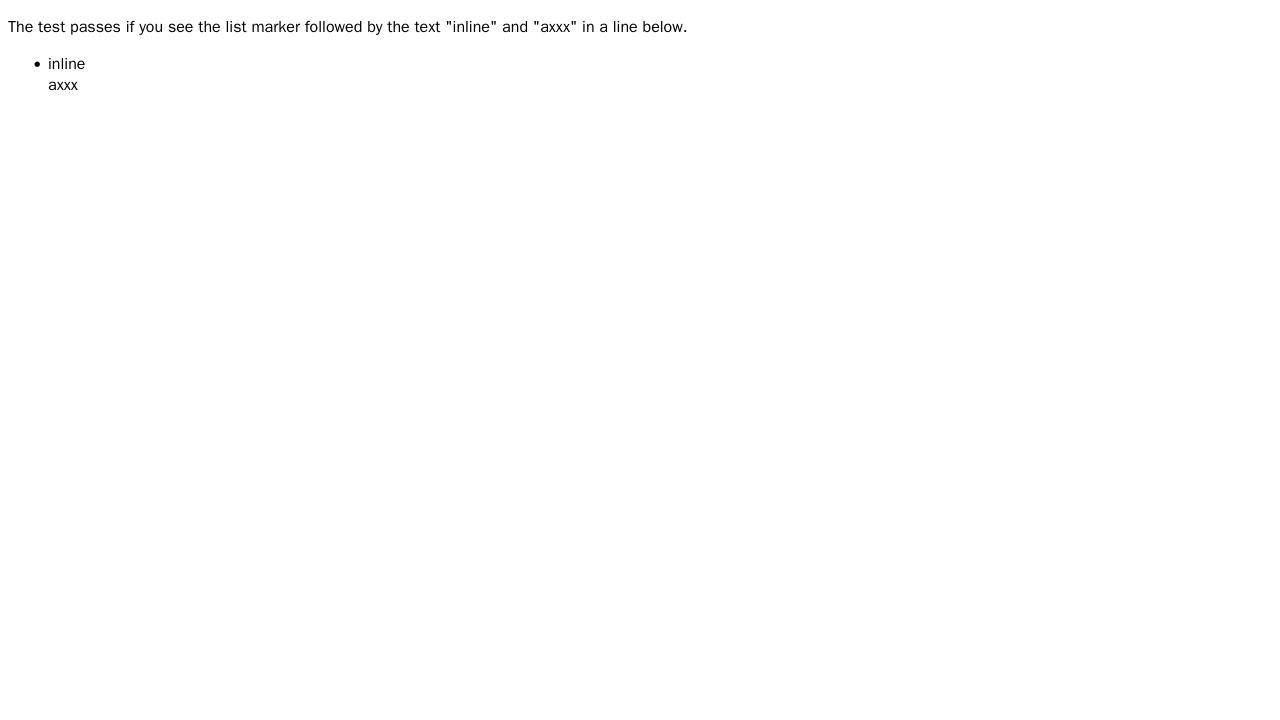 The test passes if you see the list marker followed by the text "inline" and "axxx" in a line below.
• inline
axxx